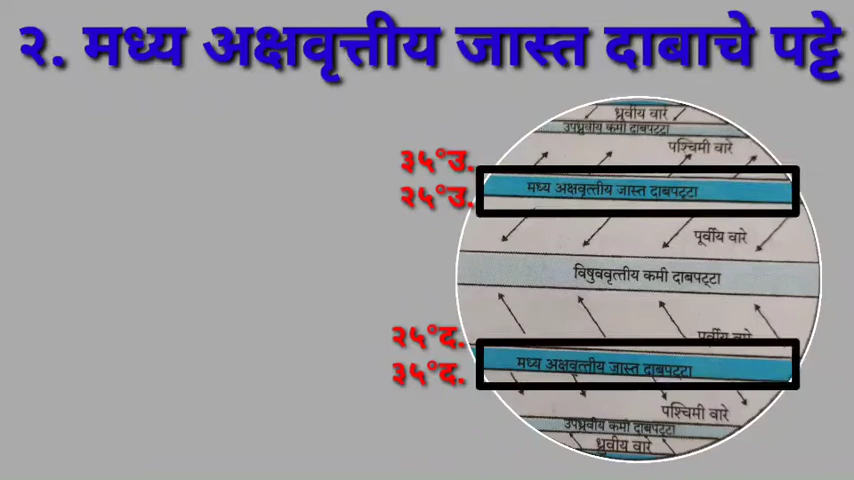 २. मध्य अक्षवृत्तीय जास्त दाबाचे पट्टे
ध्रुवीय वारे
उपध्रुवीय कमी दाबपट्‌टा
पश्चिमी वारे
३५°उ.
मध्य अक्षवृत्तीय जास्त दाबपट्‌टा
२५°उ.
पूर्वीय वारे
विषुववृत्तीय कमी दाबपट्‌टा
पूर्वीय वारे
२५°द.
मध्य अक्षवृत्तीय जास्त दाबपट्‌टा
३५°द.
पश्चिमी वारे
उपध्रुवीय कमी दाबपट्‌टा
ध्रुवीय वारे